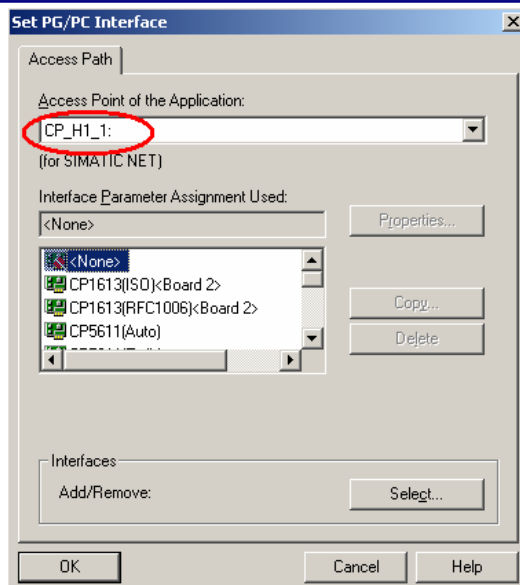 Set PG/PC Interface
Access Path
Access Point of the Application:
CP_H1_1:
(for SIMATIC NET)
Interface Parameter Assignment Used:
<None>
Properties...
<None>
CP1613(ISO)<Board 2>
CP1613(RFC1006)<Board 2>
CP5611(Auto)
Copy...
Delete
Interfaces
Add/Remove:
Select...
OK
Cancel
Help